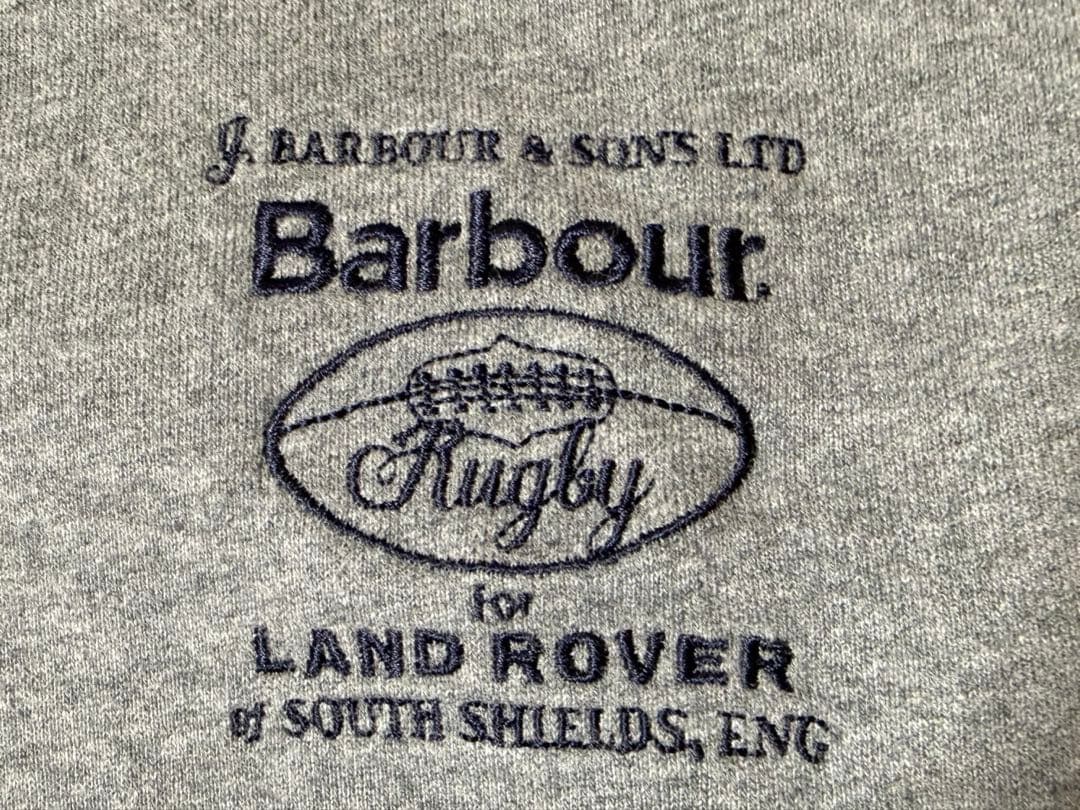 J. BARBOUR & SONS LTD
Barbour.
Rugby
for
LAND ROVER
of SOUTH SHIELDS, ENG